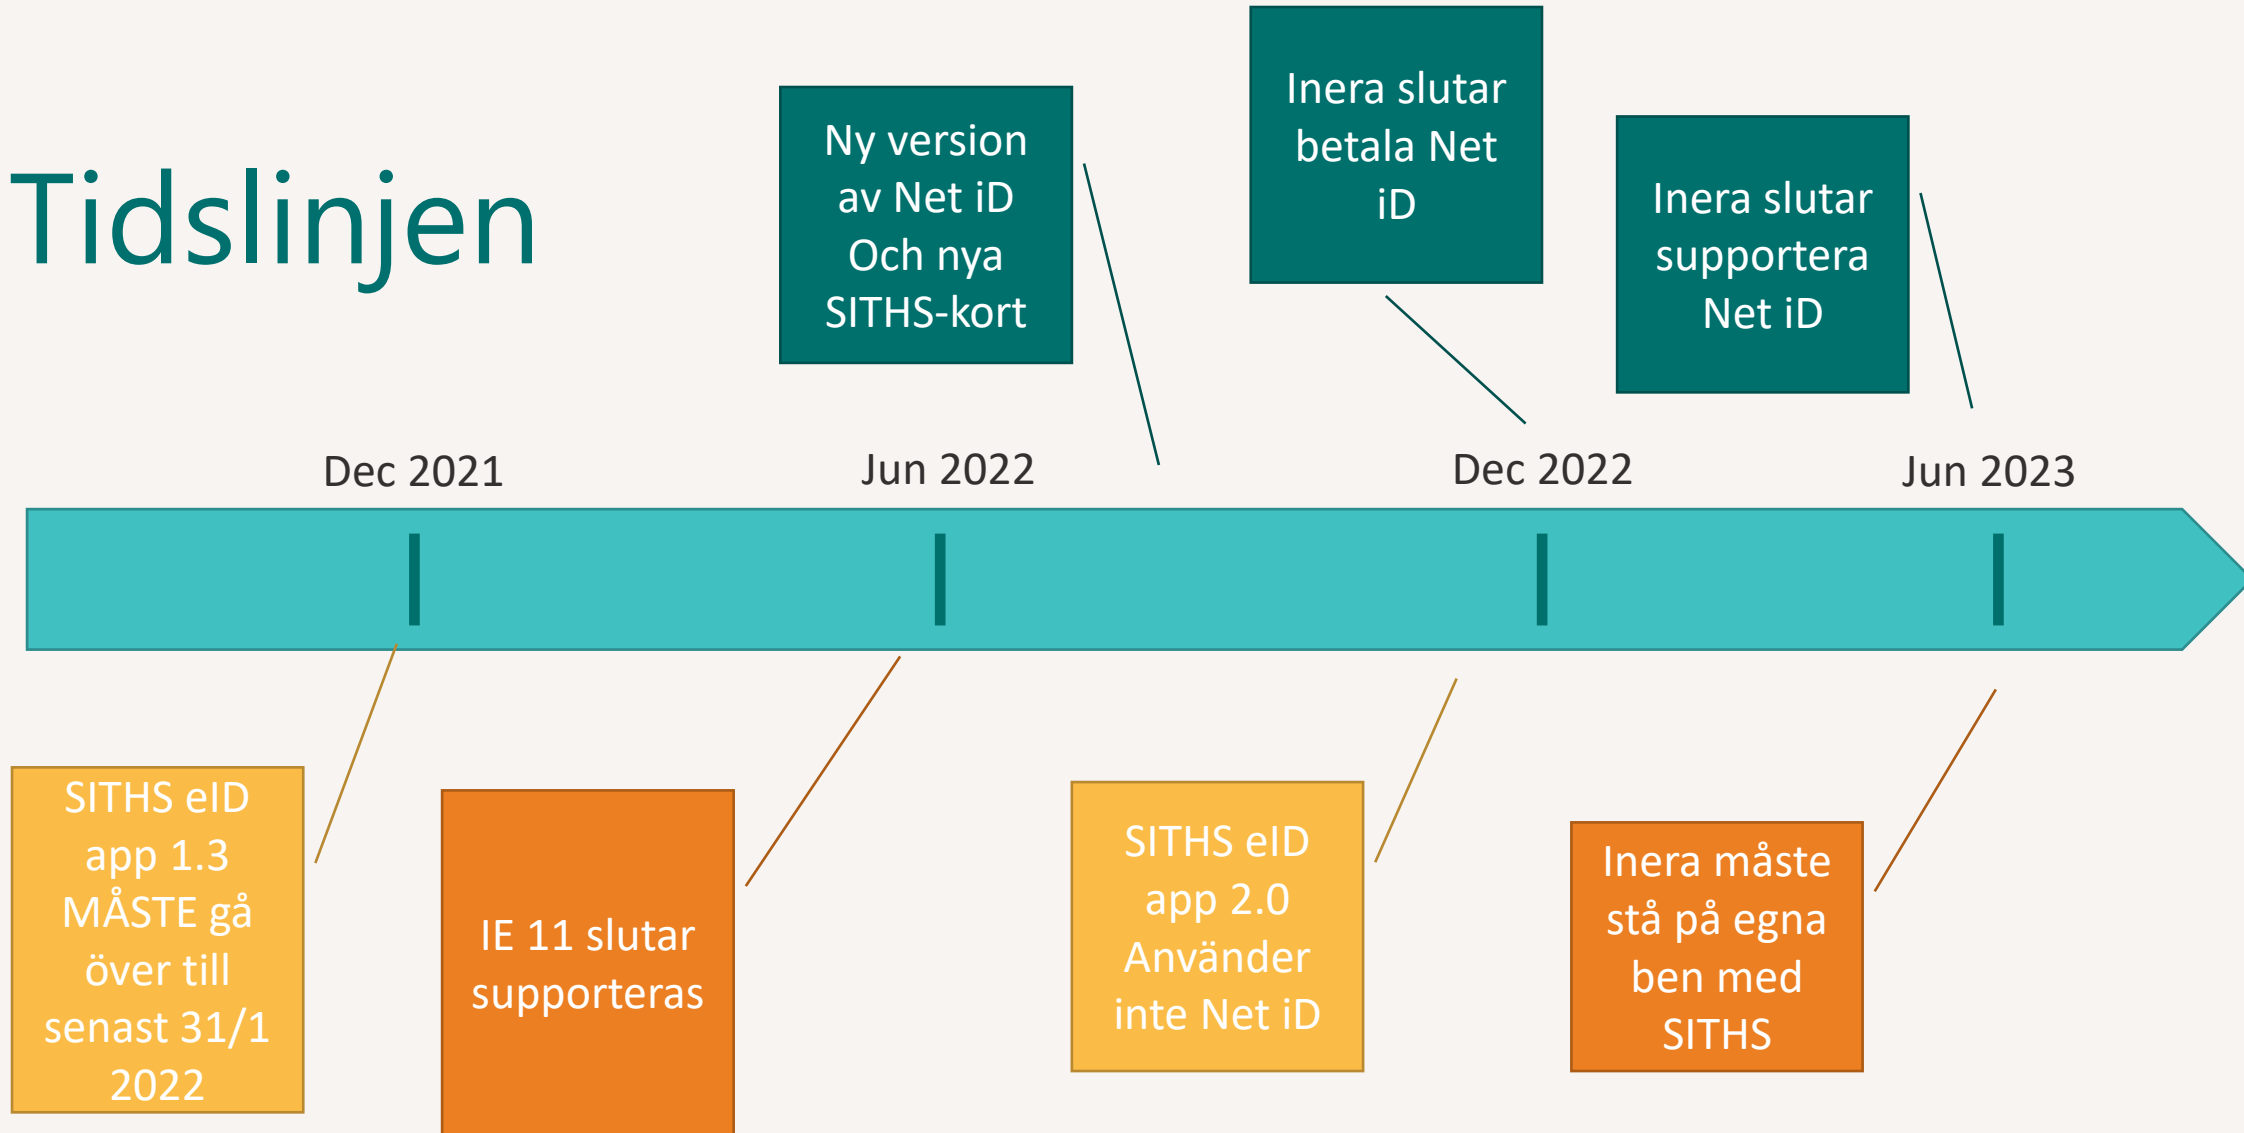 Tidslinjen
Ny version
av Net iD
Och nya
SITHS-kort
Inera slutar
betala Net
iD
Inera slutar
supportera
Net iD
Dec 2021
Jun 2022
Dec 2022
Jun 2023
SITHS eID
app 1.3
MÅSTE gå
över till
senast 31/1
2022
IE 11 slutar
supporteras
SITHS eID
app 2.0
Använder
inte Net iD
Inera måste
stå på egna
ben med
SITHS